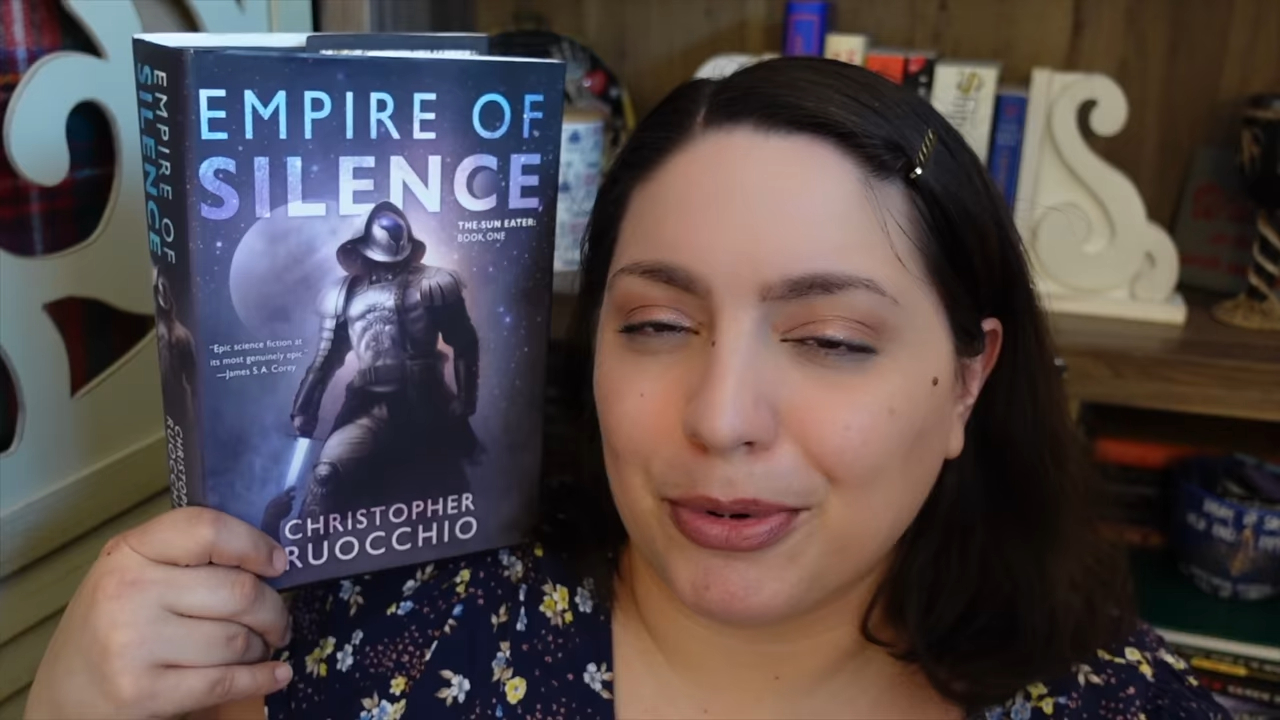 EMPIRE OF
SILENCE
THE SUN EATER:
BOOK ONE
"Epic science fiction at
its most genuinely epic."
—James S. A. Corey
CHRISTOPHER
RUOCCHIO
EMPIRE OF
SILENCE